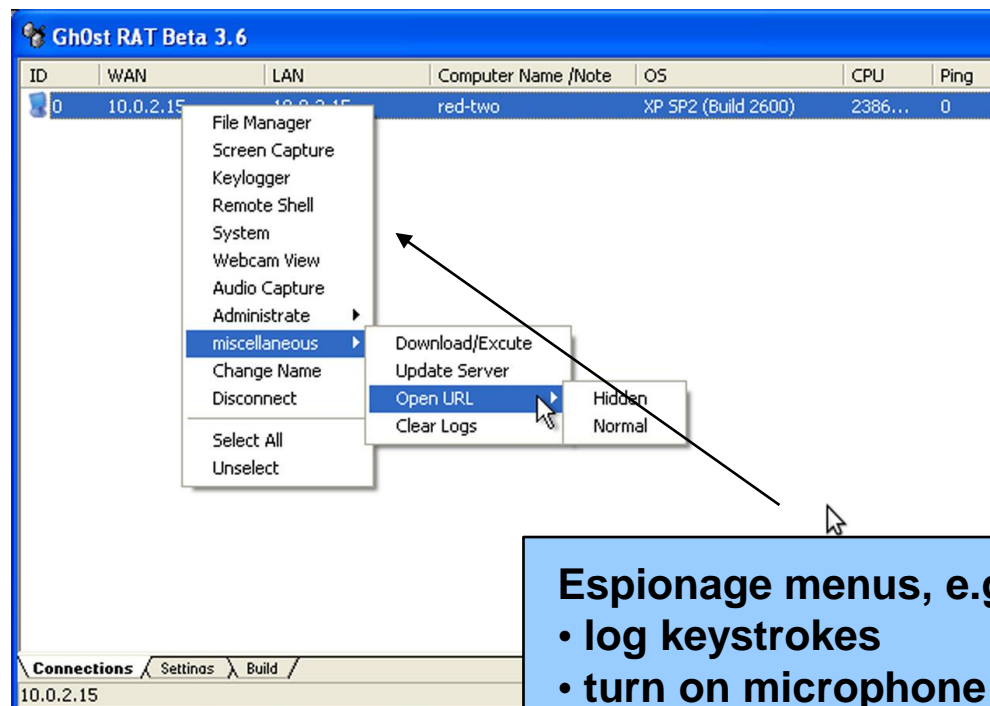 Gh0st RAT Beta 3.6
ID WAN LAN Computer Name /Note OS CPU Ping
0 10.0.2.15 red-two XP SP2 (Build 2600) 2386... 0
File Manager
Screen Capture
Keylogger
Remote Shell
System
Webcam View
Audio Capture
Administrate
miscellaneous
Change Name
Disconnect
Select All
Unselect
Download/Excute
Update Server
Open URL
Clear Logs
Hidden
Normal
Espionage menus, e.g
• log keystrokes
• turn on microphone
Connections Settings Build
10.0.2.15